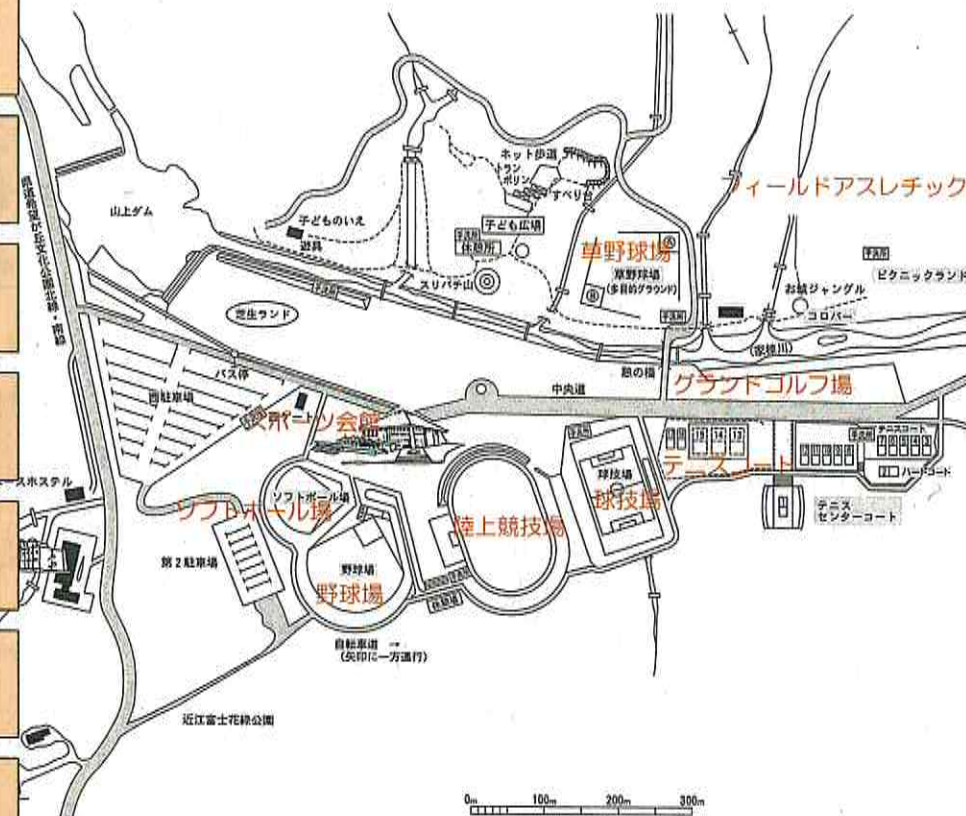 ネット歩道
トラン
ポリン
すべり台
フィールドアスレチック
山上ダム
子どものいえ
遊具
子ども広場
休憩所
草野球場
A
草野球場
(多目的グラウンド)
B
スリバチ山
ピクニックランド
お城ジャングル
コロバー
(家棟川)
芝生ランド
バス停
憩の橋
中央道
グランドゴルフ場
西駐車場
スポーツ会館
テニスコート
テニスコート
ハードコート
球技場
球技場
ソフトボール場
ソフトボール場
陸上競技場
テニス
センターコート
第2駐車場
野球場
野球場
自転車道 →
(矢印に一方通行)
近江富士花緑公園
0m 100m 200m 300m